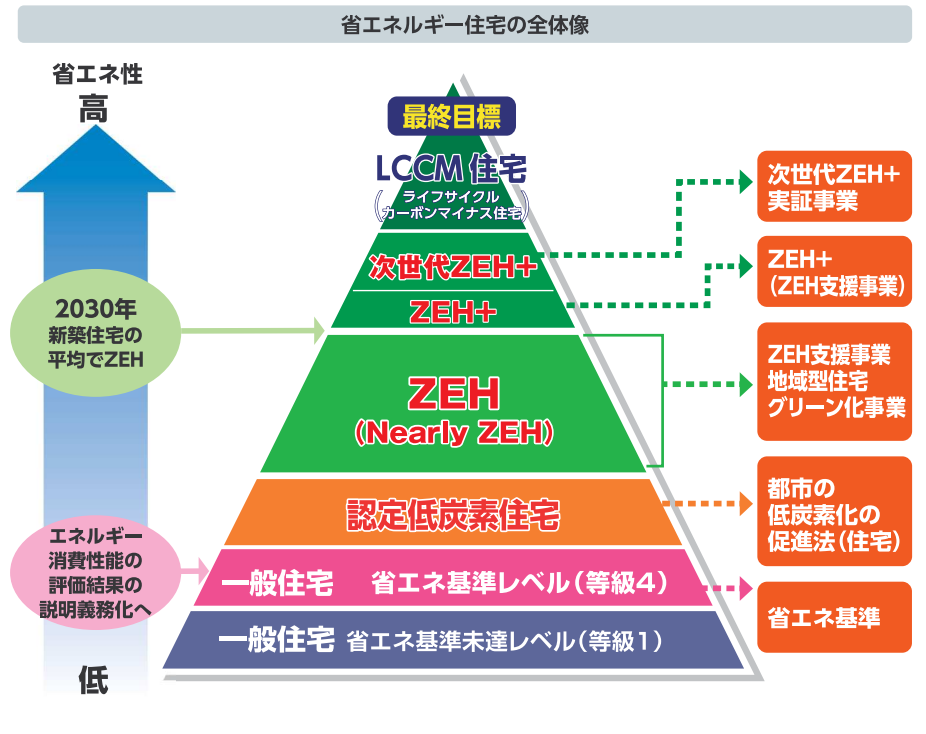 省エネルギー住宅の全体像
省エネ性
高
最終目標
LCCM 住宅
(ライフサイクル
カーボンマイナス住宅)
次世代ZEH+
ZEH+
2030年
新築住宅の
平均でZEH
ZEH
(Nearly ZEH)
認定低炭素住宅
エネルギー
消費性能の
評価結果の
説明義務化へ
一般住宅 省エネ基準レベル(等級4)
一般住宅 省エネ基準未達レベル(等級1)
低
次世代ZEH+
実証事業
ZEH+
(ZEH支援事業)
ZEH支援事業
地域型住宅
グリーン化事業
都市の
低炭素化の
促進法(住宅)
省エネ基準